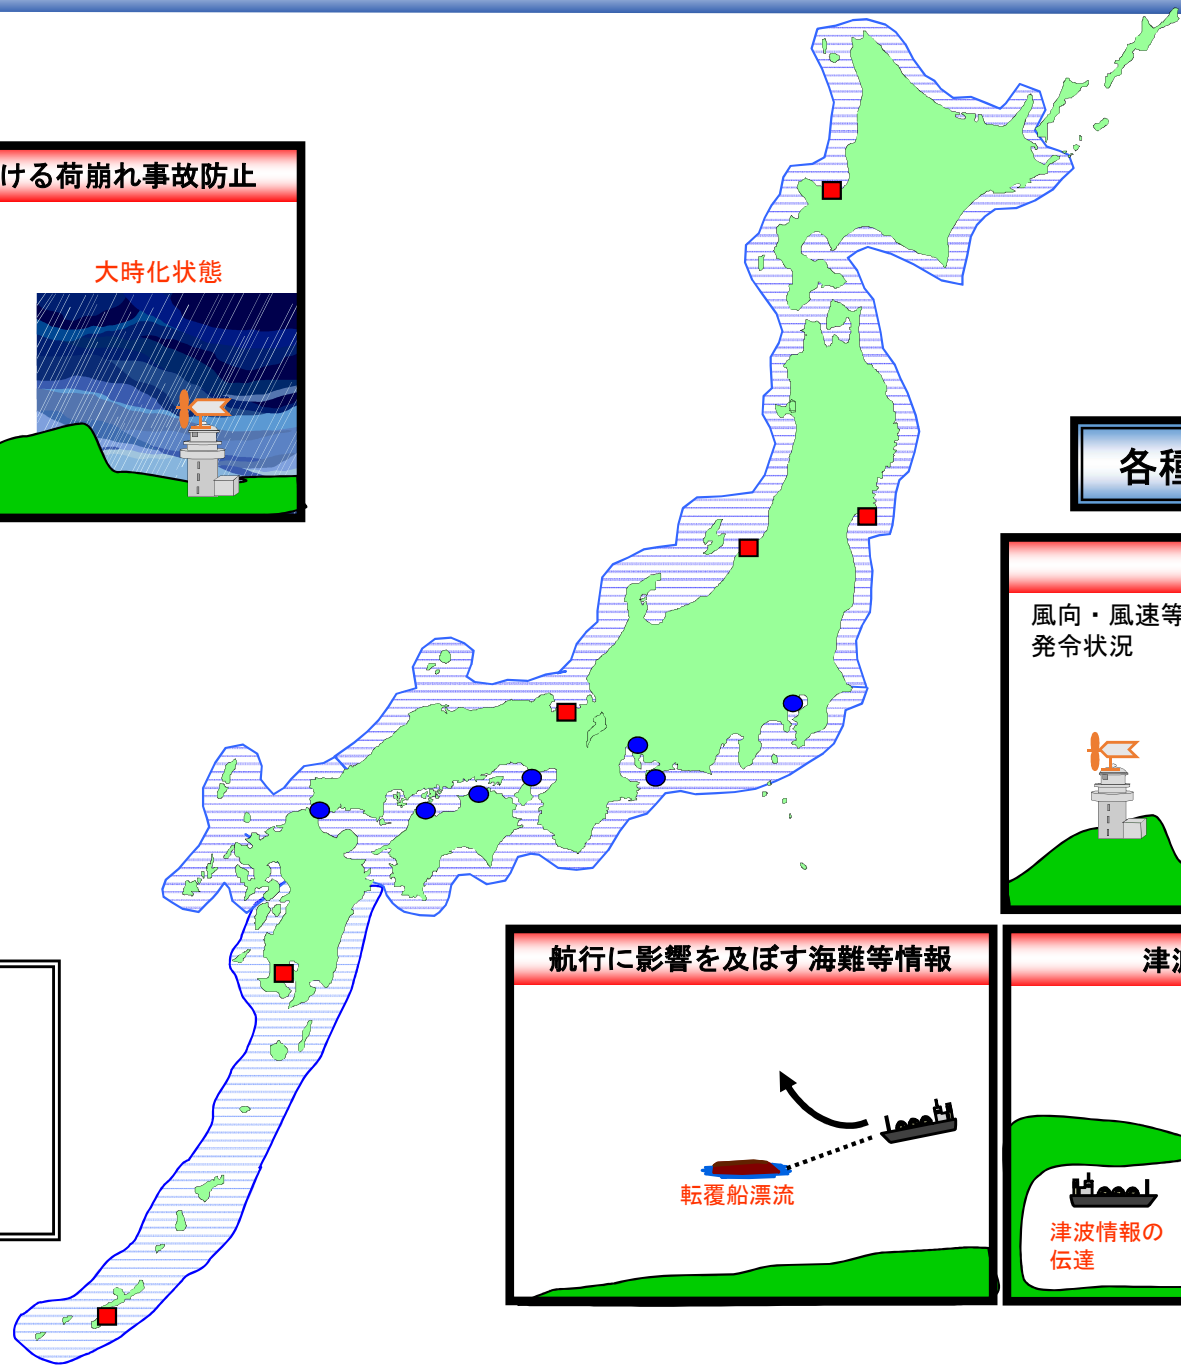 ける荷崩れ事故防止
大時化状態
各種
風向・風速等
発令状況
航行に影響を及ぼす海難等情報
転覆船漂流
津波
津波情報の
伝達